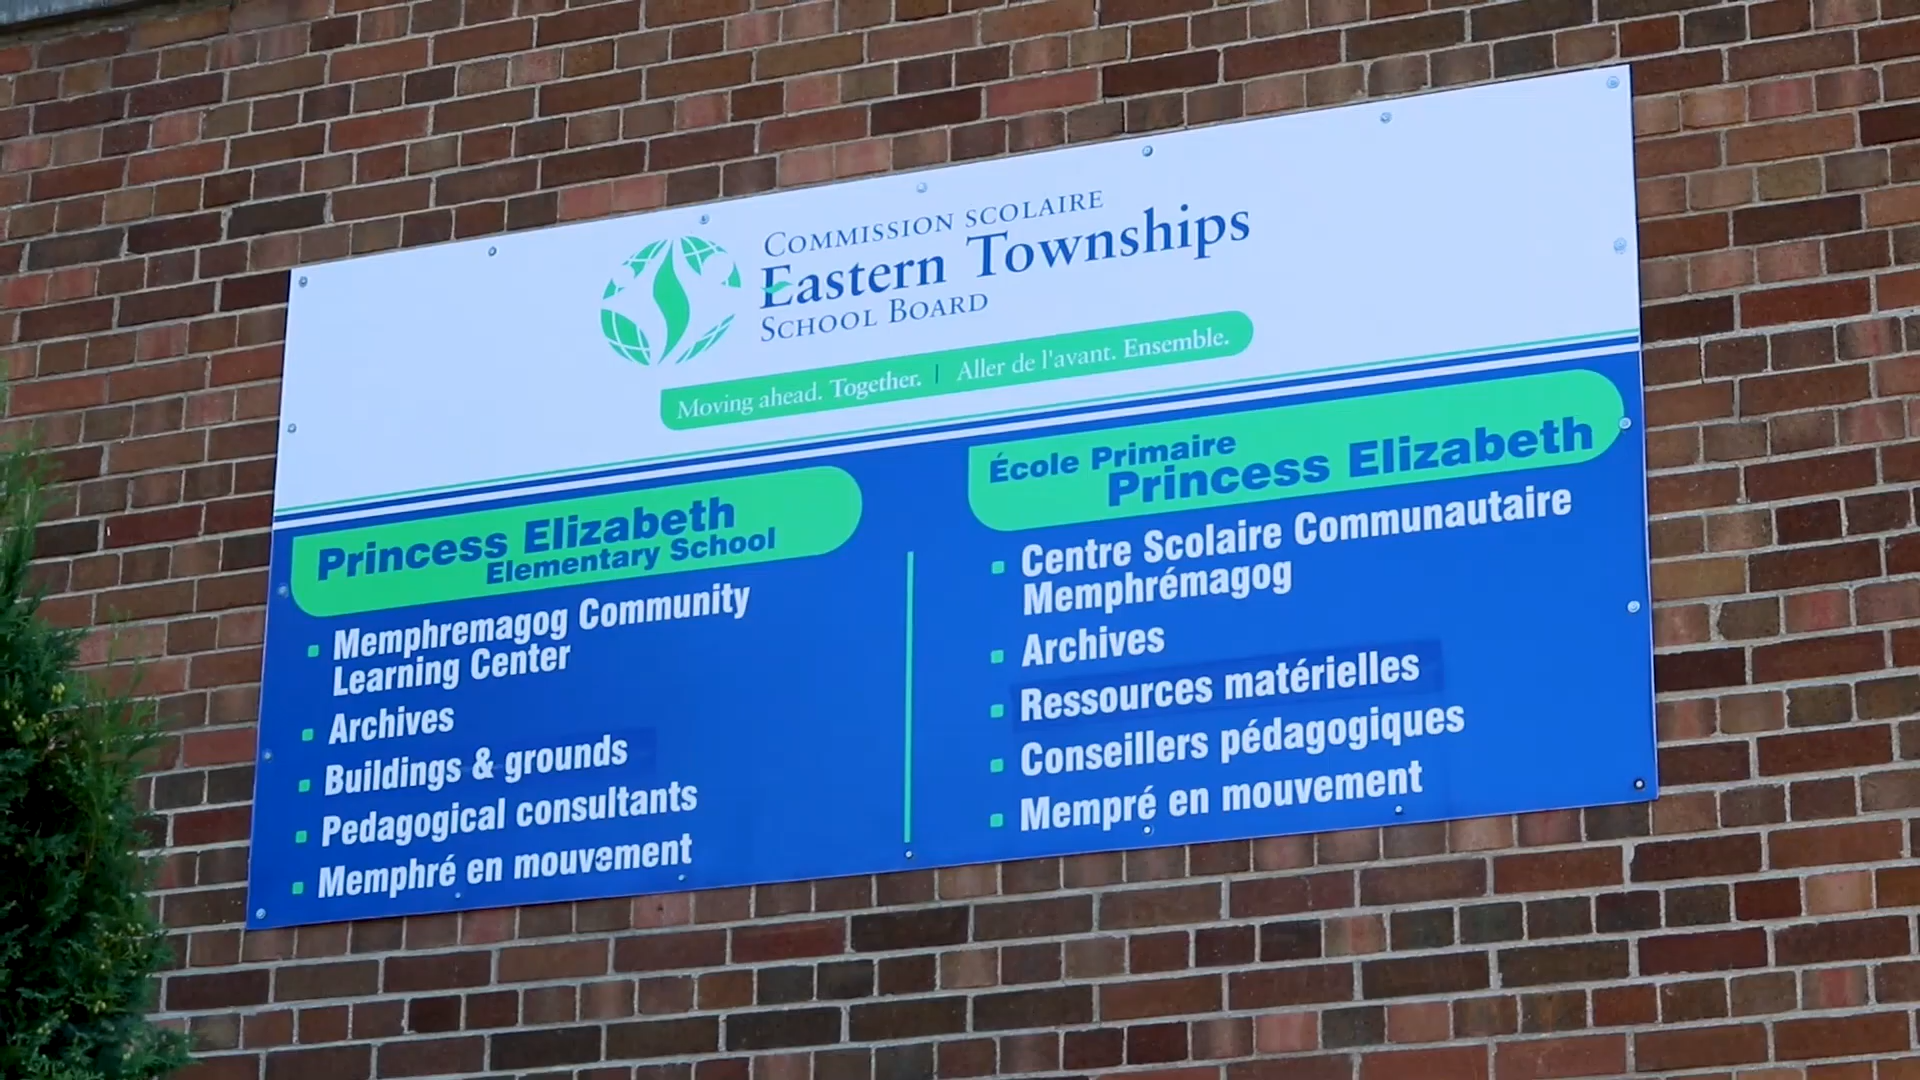 COMMISSION SCOLAIRE
Eastern Townships
SCHOOL BOARD
Moving ahead. Together. | Aller de l'avant. Ensemble.
Princess Elizabeth
Elementary School
Memphremagog Community
Learning Center
Archives
Buildings & grounds
Pedagogical consultants
Memphré en mouvement
École Primaire
Princess Elizabeth
Centre Scolaire Communautaire
Memphrémagog
Archives
Ressources matérielles
Conseillers pédagogiques
Mempré en mouvement